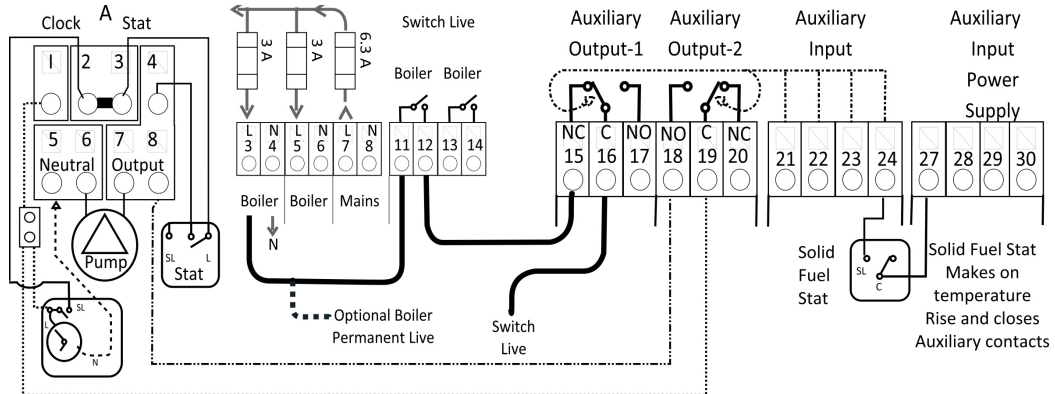 A
Clock Stat
1 2 3 4
5 6 7 8
Neutral Output
Pump
SL L
Stat
L SL
N
3 A 3 A 6.3 A
Switch Live
Boiler Boiler
L N L N L N
3 4 5 6 7 8 11 12 13 14
Boiler Boiler Mains
N
Optional Boiler
Permanent Live
Switch
Live
Auxiliary
Output-1
Auxiliary
Output-2
NC C NO NO C NC
15 16 17 18 19 20
Auxiliary
Input
21 22 23 24
Auxiliary
Input
Power
Supply
27 28 29 30
Solid
Fuel
Stat
SL
C
Solid Fuel Stat
Makes on
temperature
Rise and closes
Auxiliary contacts